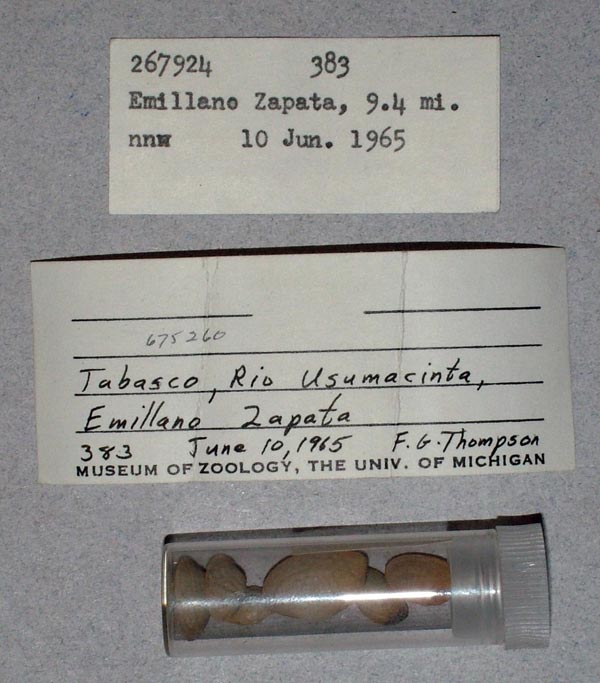 267924 383
Emillano Zapata, 9.4 mi.
nnw 10 Jun. 1965
675260
Tabasco, Rio Usumacinta,
Emillano Zapata
383 June 10, 1965 F. G. Thompson
MUSEUM OF ZOOLOGY, THE UNIV. OF MICHIGAN